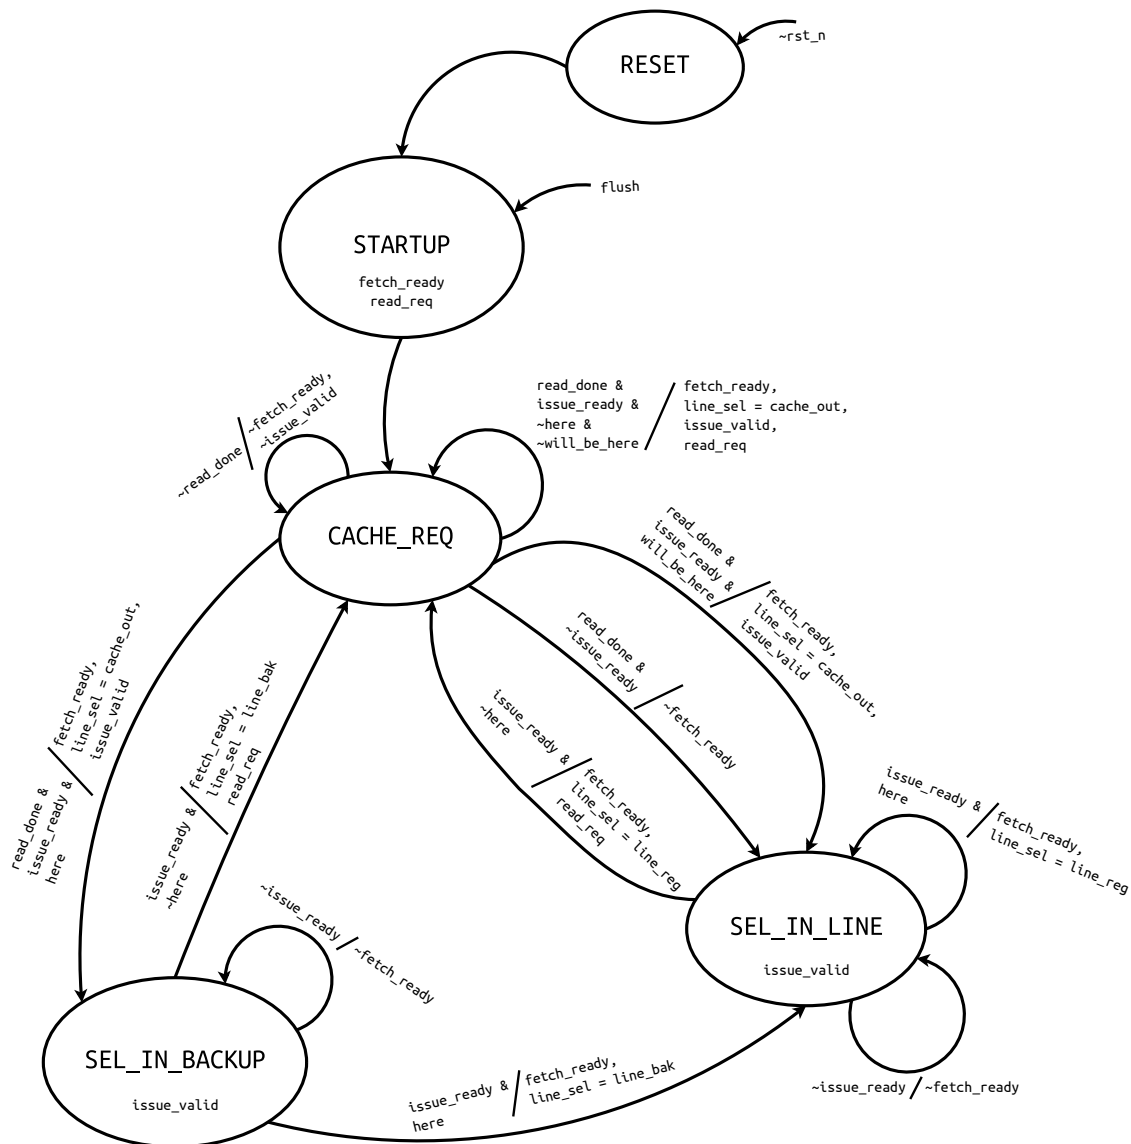 RESET
~rst_n
flush
STARTUP
fetch_ready
read_req
~read_done
~fetch_ready,
~issue_valid
read_done &
issue_ready &
~here &
~will_be_here
fetch_ready,
line_sel = cache_out,
issue_valid,
read_req
CACHE_REQ
read_done &
issue_ready &
will_be_here
fetch_ready,
line_sel = cache_out,
issue_valid
read_done &
~issue_ready
~fetch_ready
issue_ready &
~here
fetch_ready,
line_sel = line_reg
read_req
read_done &
issue_ready &
here
fetch_ready,
line_sel = cache_out,
issue_valid
issue_ready &
~here
fetch_ready,
line_sel = line_bak
read_req
issue_ready &
here
fetch_ready,
line_sel = line_reg
SEL_IN_LINE
issue_valid
~issue_ready
~fetch_ready
~issue_ready
~fetch_ready
SEL_IN_BACKUP
issue_valid
issue_ready &
here
fetch_ready,
line_sel = line_bak